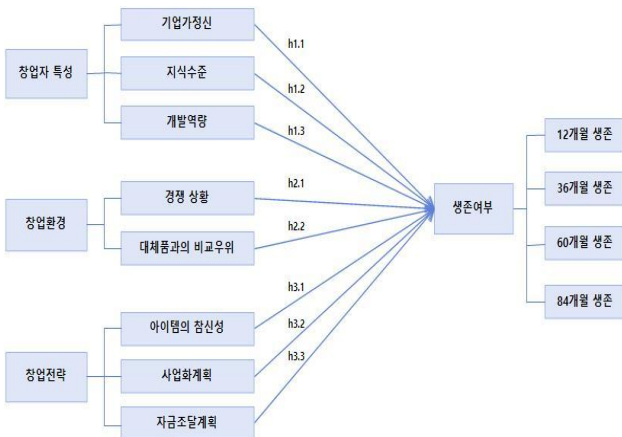 창업자 특성
기업가정신
지식수준
개발역량
h1.1
h1.2
h1.3
창업환경
경쟁 상황
대체품과의 비교우위
h2.1
h2.2
창업전략
아이템의 참신성
사업화계획
자금조달계획
h3.1
h3.2
h3.3
생존여부
12개월 생존
36개월 생존
60개월 생존
84개월 생존